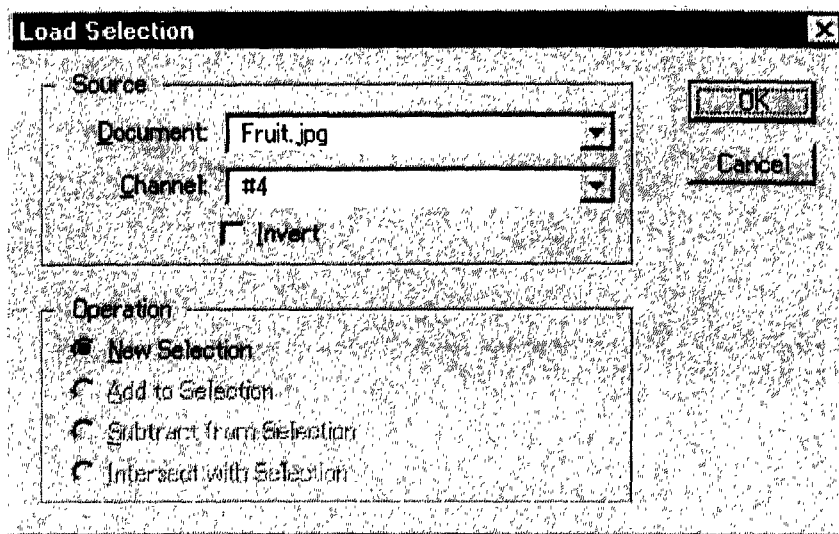 Load Selection
Source
Document: Fruit.jpg
Channel: #4
Invert
OK
Cancel
Operation
New Selection
Add to Selection
Subtract from Selection
Intersect with Selection